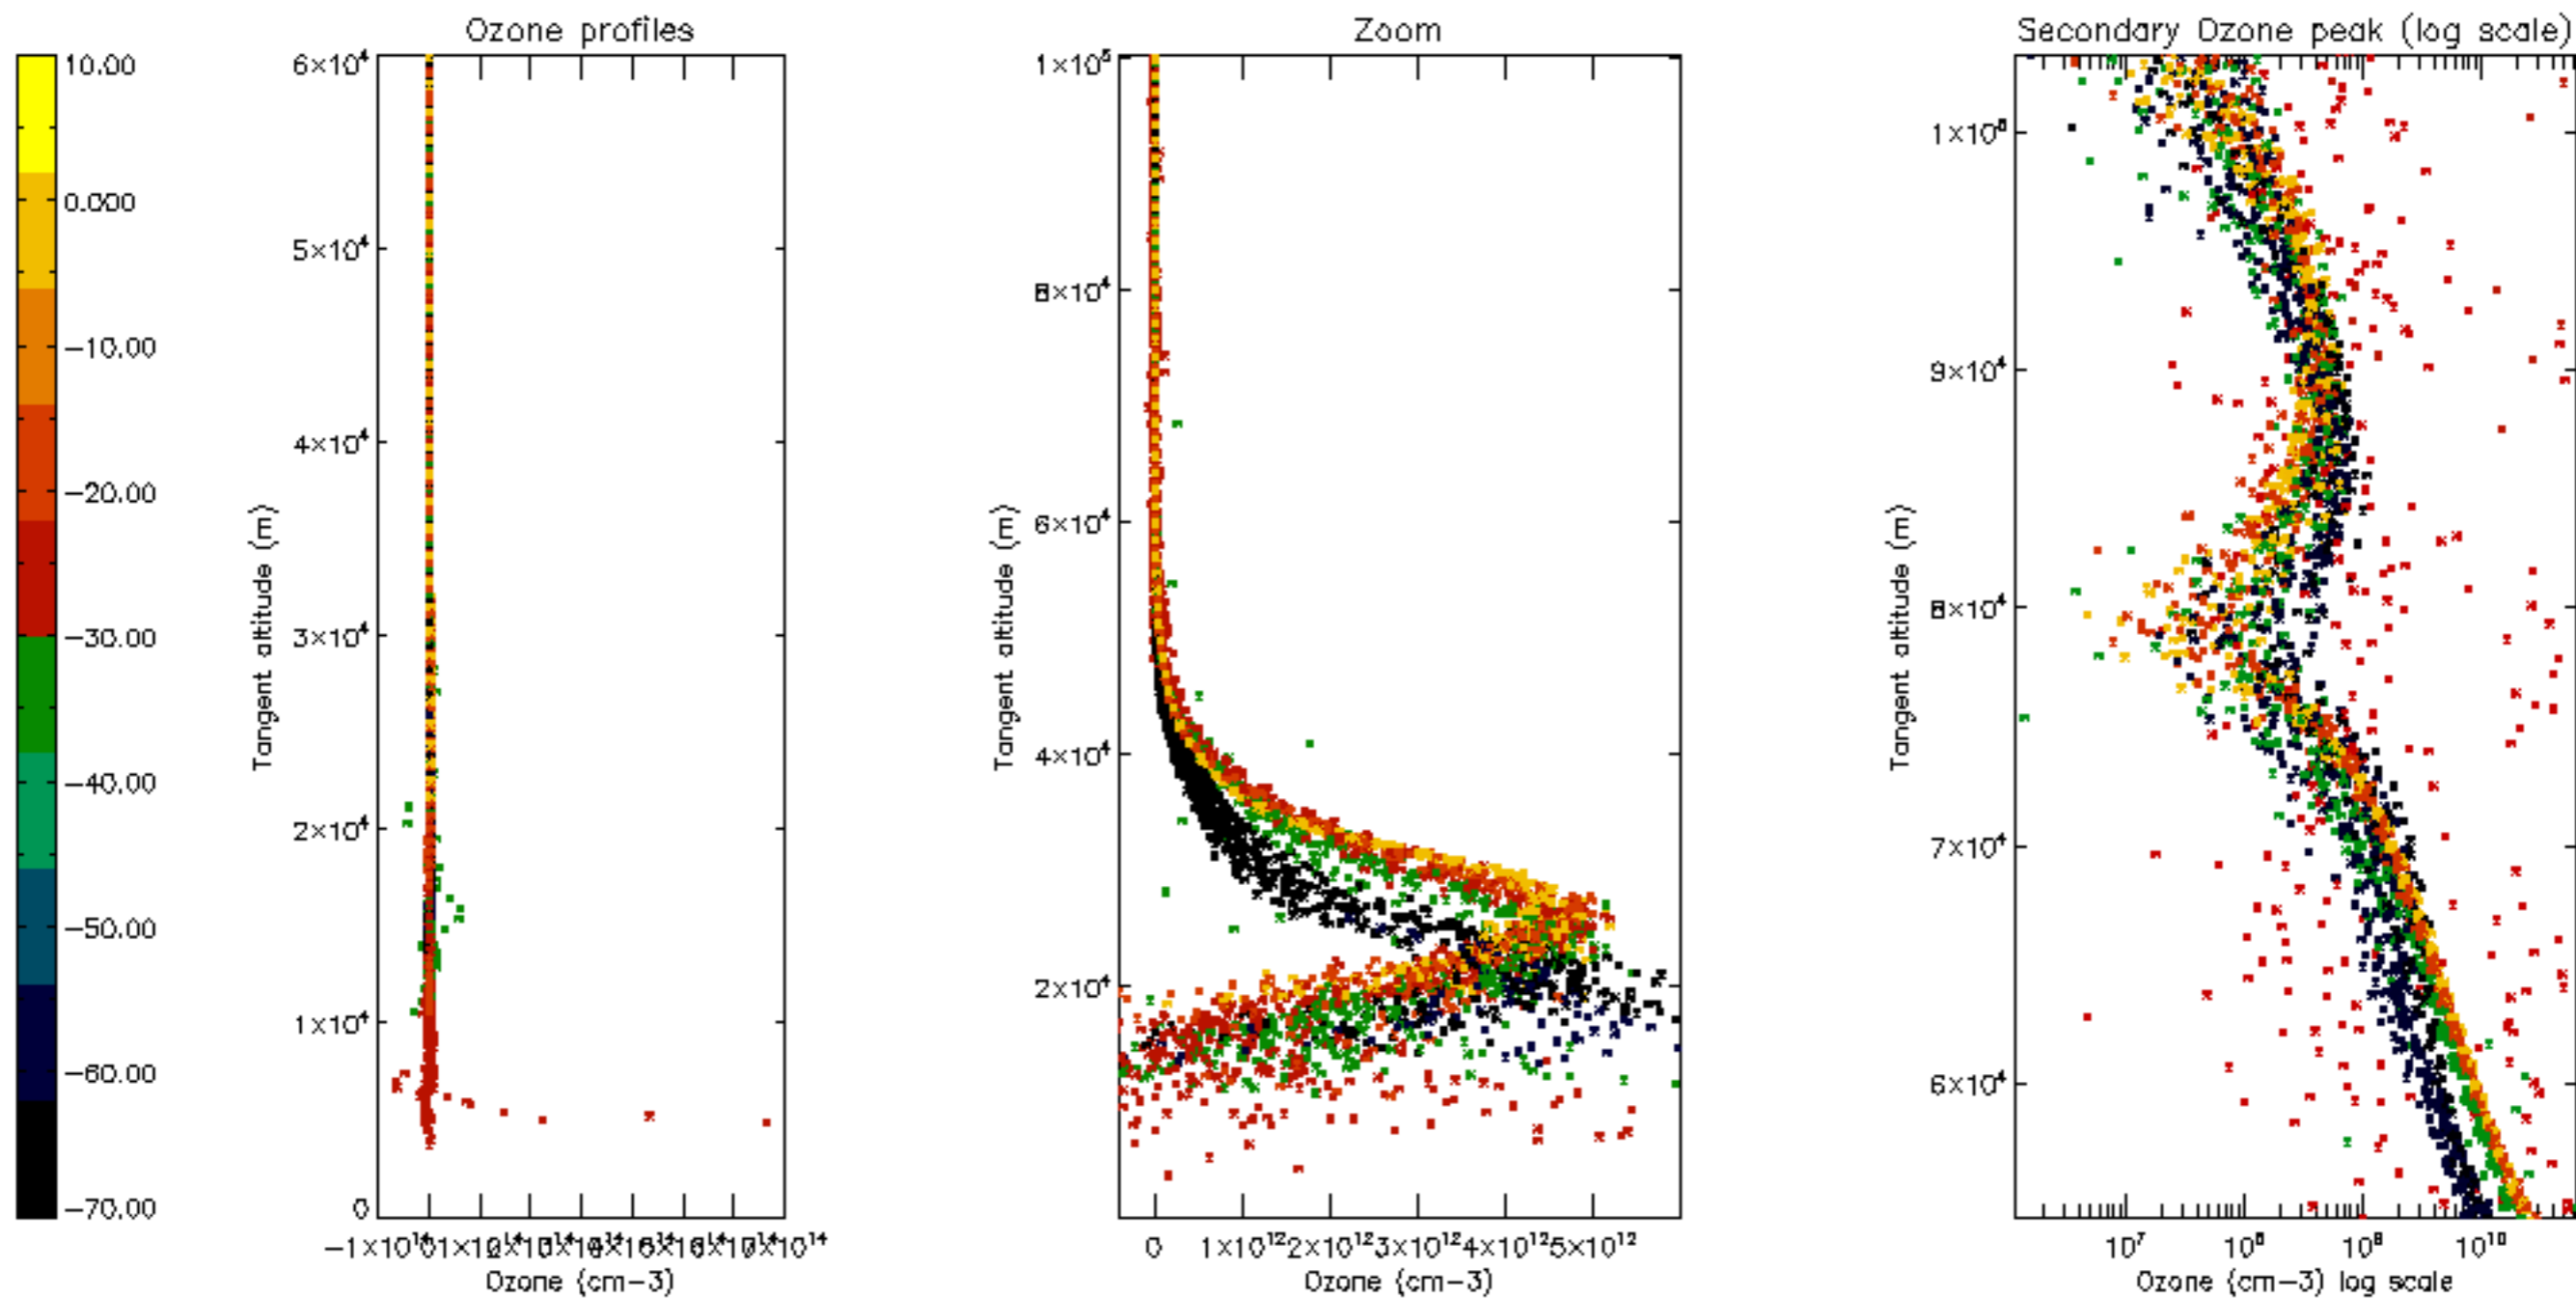 Ozone profiles
Zoom
Secondary Ozone peak (log scale)
10.00
0.000
−10.00
−20.00
−30.00
−40.00
−50.00
−60.00
−70.00
6×10⁴
5×10⁴
4×10⁴
3×10⁴
2×10⁴
1×10⁴
0
Tangent altitude (m)
Ozone (cm−3)
1×10⁵
8×10⁴
6×10⁴
4×10⁴
2×10⁴
Tangent altitude (m)
0 1×10¹² 2×10¹² 3×10¹² 4×10¹² 5×10¹²
Ozone (cm−3)
9×10⁴
8×10⁴
7×10⁴
6×10⁴
Tangent altitude (m)
10⁷ 10⁸ 10⁹ 10¹⁰
Ozone (cm−3) log scale